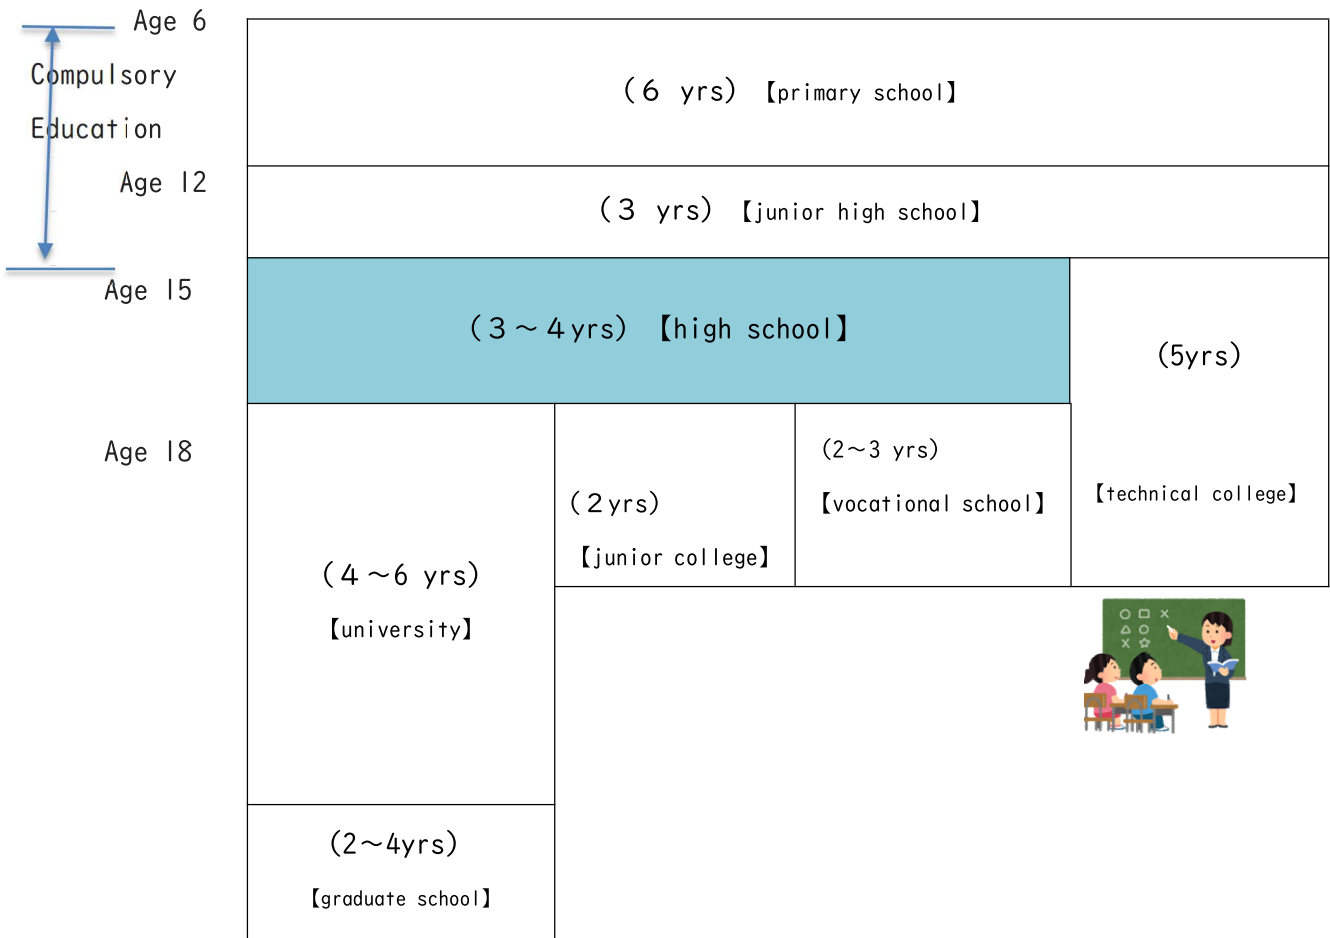 Age 6
Compulsory
Education
Age 12
Age 15
Age 18
(6 yrs) 【primary school】
(3 yrs) 【junior high school】
(3～4yrs) 【high school】
(5yrs)
【technical college】
(4～6 yrs)
【university】
(2yrs)
【junior college】
(2～3 yrs)
【vocational school】
(2～4yrs)
【graduate school】